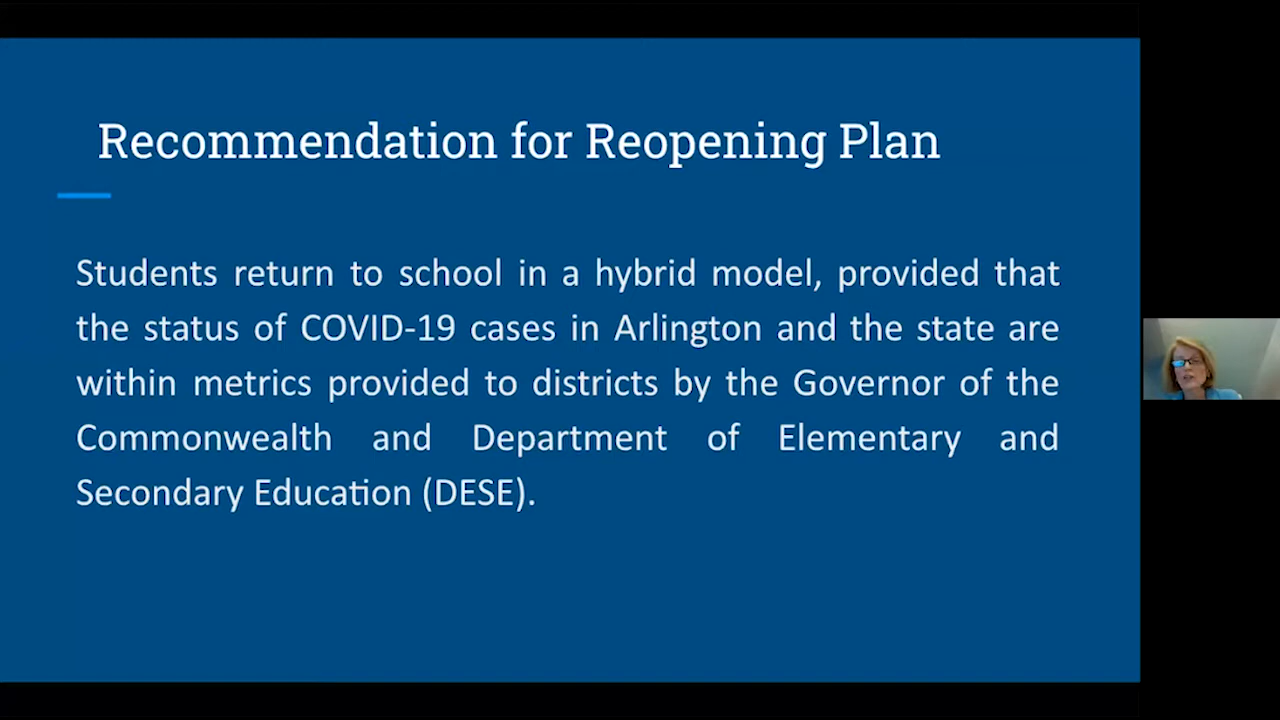 Recommendation for Reopening Plan
Students return to school in a hybrid model, provided that
the status of COVID-19 cases in Arlington and the state are
within metrics provided to districts by the Governor of the
Commonwealth and Department of Elementary and
Secondary Education (DESE).